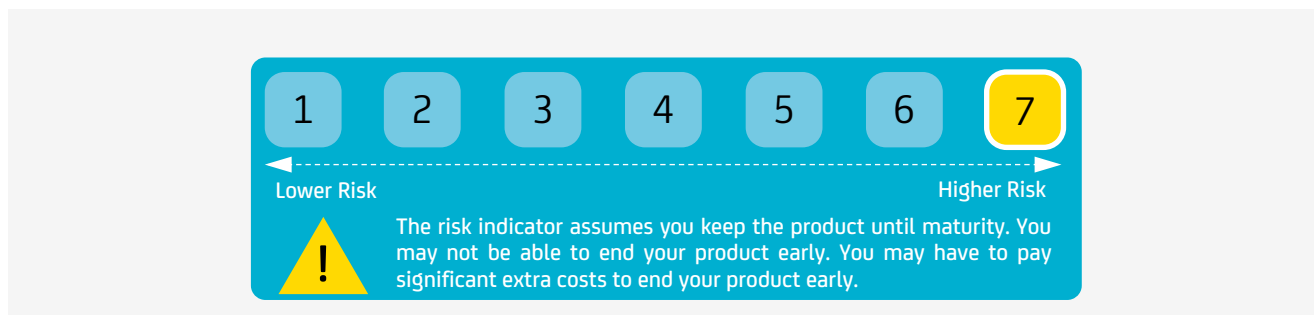 1 2 3 4 5 6 7
Lower Risk Higher Risk
! The risk indicator assumes you keep the product until maturity. You
may not be able to end your product early. You may have to pay
significant extra costs to end your product early.